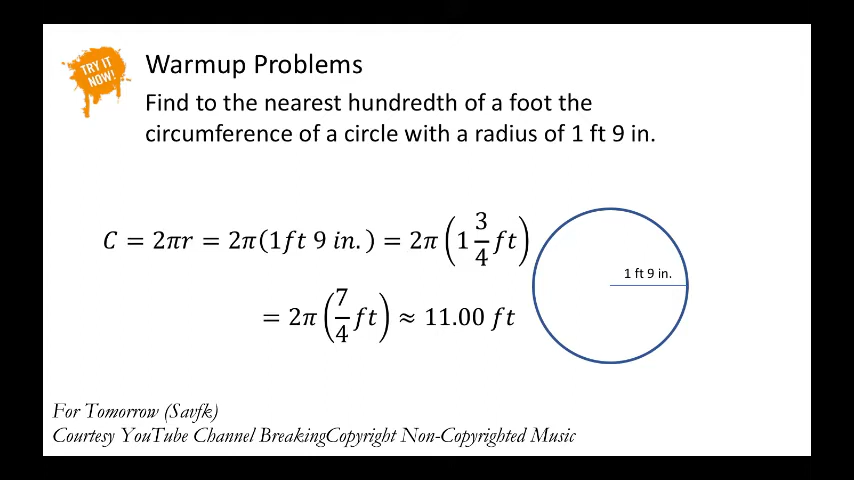 TRY IT
NOW!
Warmup Problems
Find to the nearest hundredth of a foot the
circumference of a circle with a radius of 1 ft 9 in.
C = 2πr = 2π(1ft 9 in.) = 2π(1 3/4 ft)
1 ft 9 in.
= 2π(7/4 ft) ≈ 11.00 ft
For Tomorrow (Savfk)
Courtesy YouTube Channel BreakingCopyright Non-Copyrighted Music